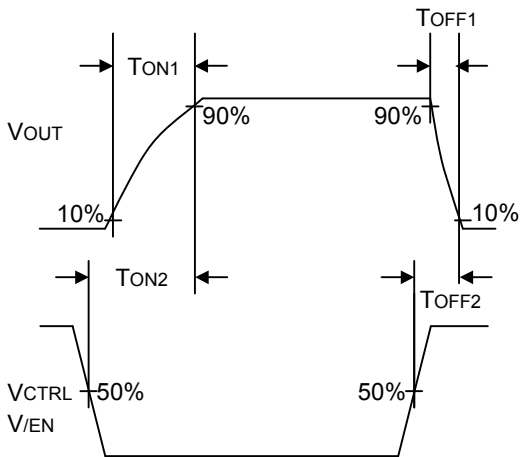 TOFF1
TON1
90%
90%
VOUT
10%
10%
TON2
TOFF2
VCTRL
50%
50%
V/EN